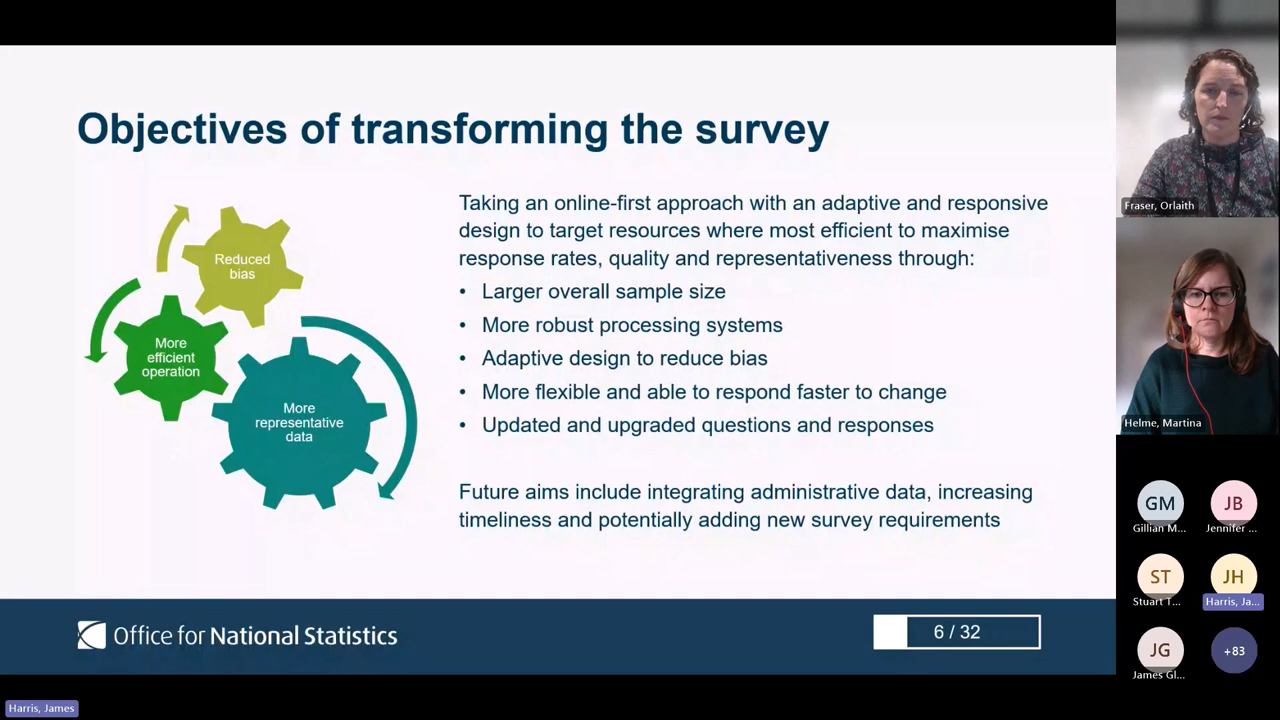 Objectives of transforming the survey
Reduced
bias
More
efficient
operation
More
representative
data
Taking an online-first approach with an adaptive and responsive
design to target resources where most efficient to maximise
response rates, quality and representativeness through:
• Larger overall sample size
• More robust processing systems
• Adaptive design to reduce bias
• More flexible and able to respond faster to change
• Updated and upgraded questions and responses
Future aims include integrating administrative data, increasing
timeliness and potentially adding new survey requirements
Office for National Statistics
6 / 32
Harris, James
Fraser, Orlaith
Helme, Martina
GM
Gillian M...
JB
Jennifer ...
ST
Stuart T...
JH
Harris, Ja...
JG
James Gl...
+83